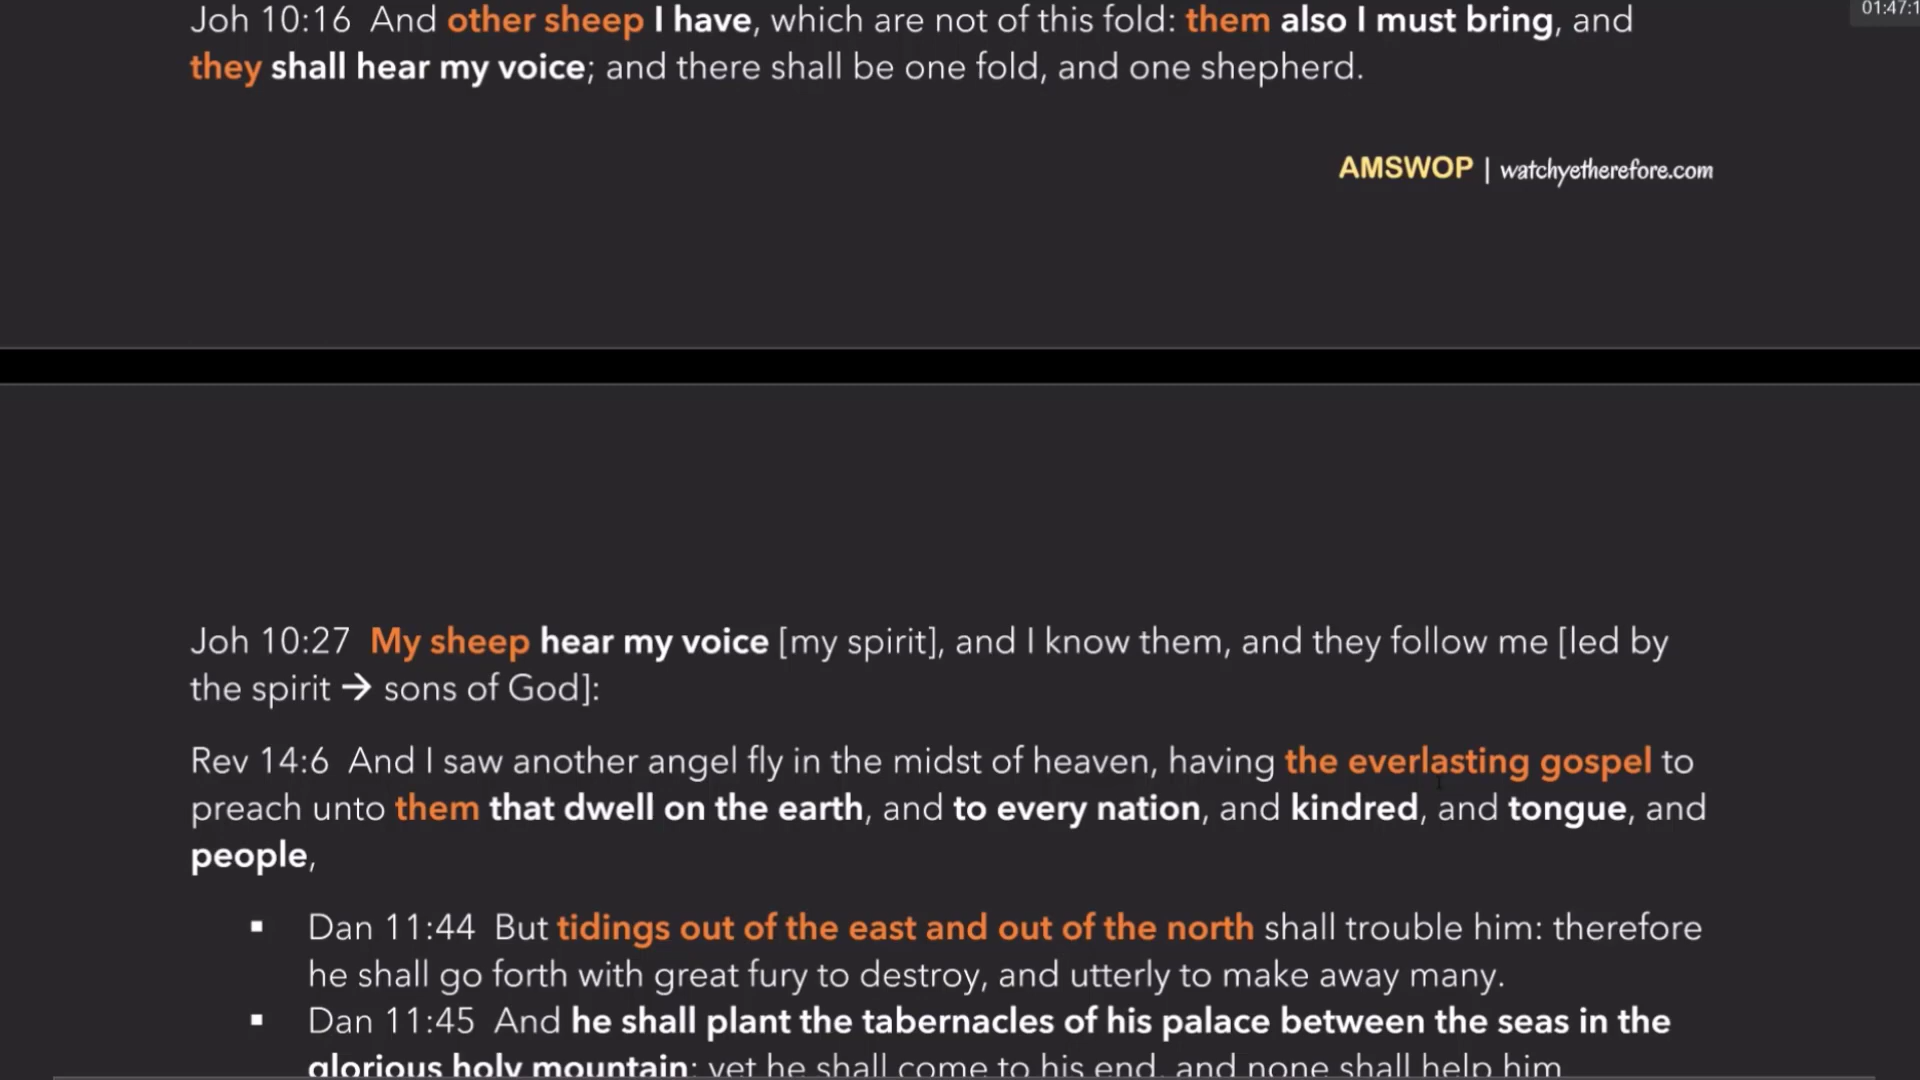 01:47:1
Joh 10:16 And other sheep I have, which are not of this fold: them also I must bring, and
they shall hear my voice; and there shall be one fold, and one shepherd.
AMSWOP | watchyetherefore.com
Joh 10:27 My sheep hear my voice [my spirit], and I know them, and they follow me [led by
the spirit → sons of God]:
Rev 14:6 And I saw another angel fly in the midst of heaven, having the everlasting gospel to
preach unto them that dwell on the earth, and to every nation, and kindred, and tongue, and
people,
▪ Dan 11:44 But tidings out of the east and out of the north shall trouble him: therefore
he shall go forth with great fury to destroy, and utterly to make away many.
▪ Dan 11:45 And he shall plant the tabernacles of his palace between the seas in the
glorious holy mountain; yet he shall come to his end, and none shall help him